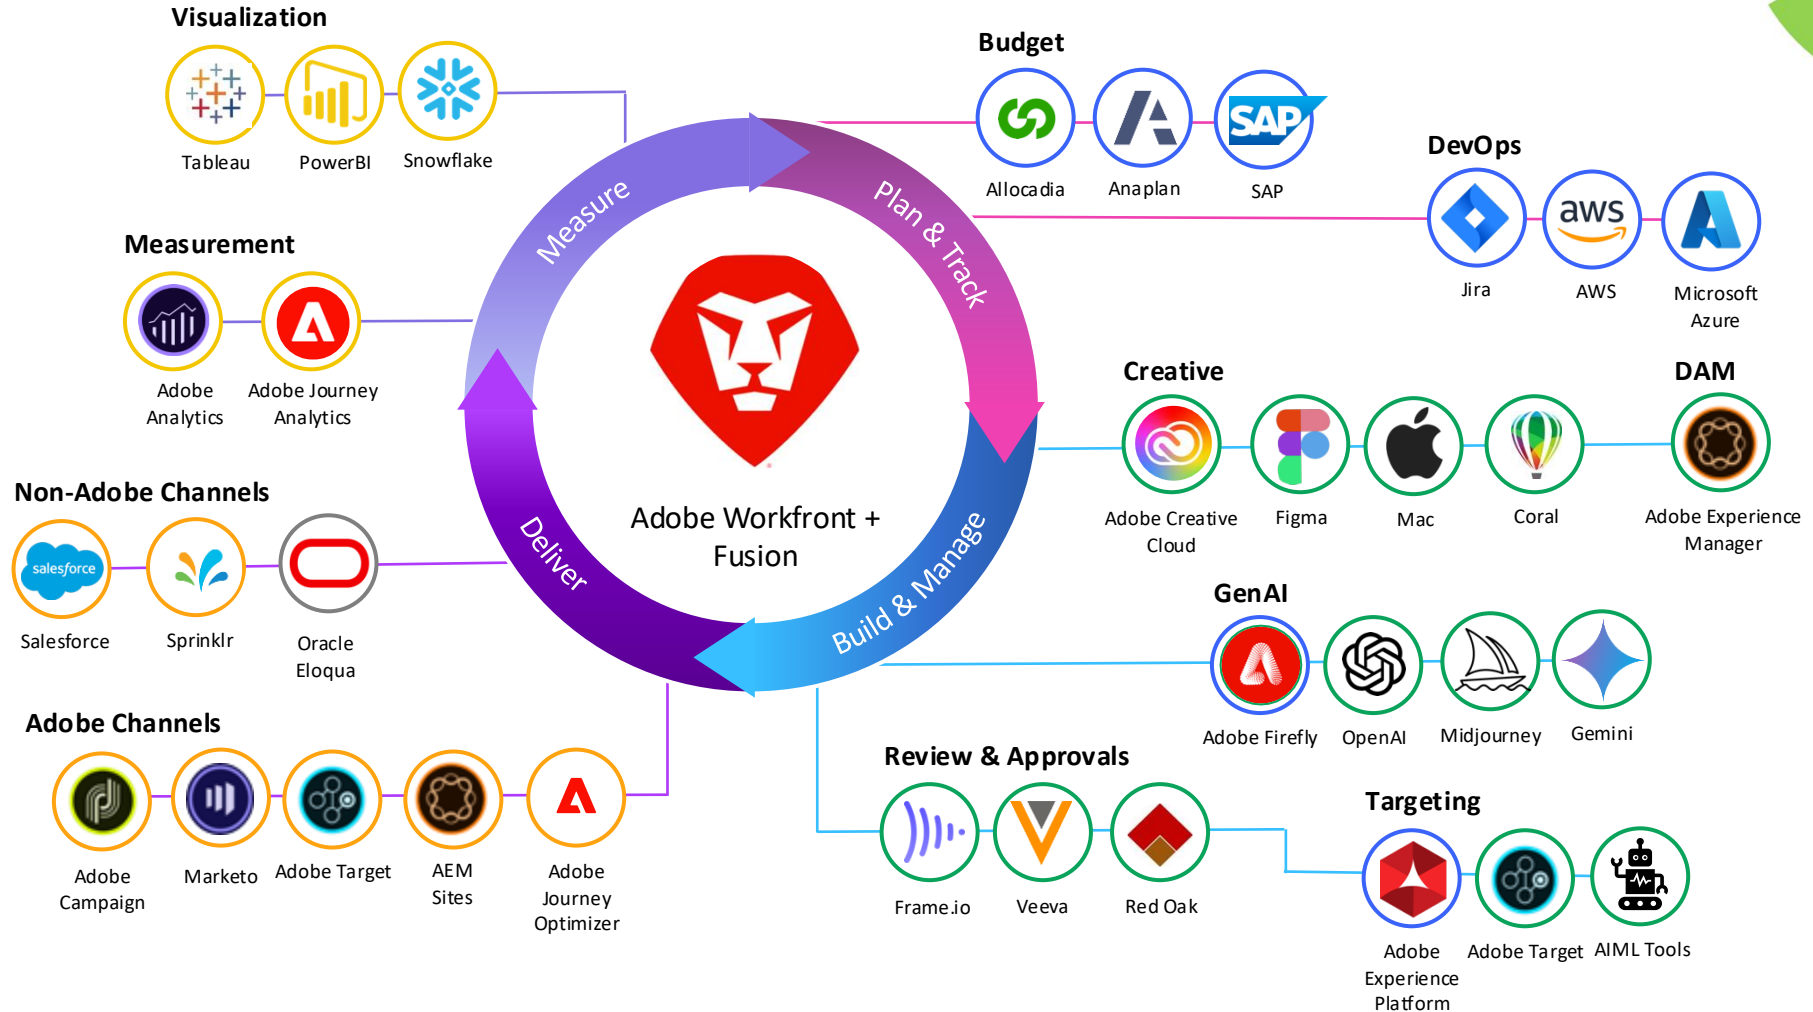 Visualization
Tableau
PowerBI
Snowflake
Budget
Allocadia
Anaplan
SAP
SAP
DevOps
aws
Jira
AWS
Microsoft
Azure
Measurement
Adobe
Analytics
Adobe Journey
Analytics
Measure
Plan & Track
Build & Manage
Deliver
Adobe Workfront +
Fusion
Creative
Adobe Creative
Cloud
Figma
Mac
Coral
DAM
Adobe Experience
Manager
Non-Adobe Channels
salesforce
Salesforce
Sprinklr
Oracle
Eloqua
GenAI
Adobe Firefly
OpenAI
Midjourney
Gemini
Adobe Channels
Adobe
Campaign
Marketo
Adobe Target
AEM
Sites
Adobe
Journey
Optimizer
Review & Approvals
Frame.io
Veeva
Red Oak
Targeting
Adobe
Experience
Platform
Adobe Target
AIML Tools